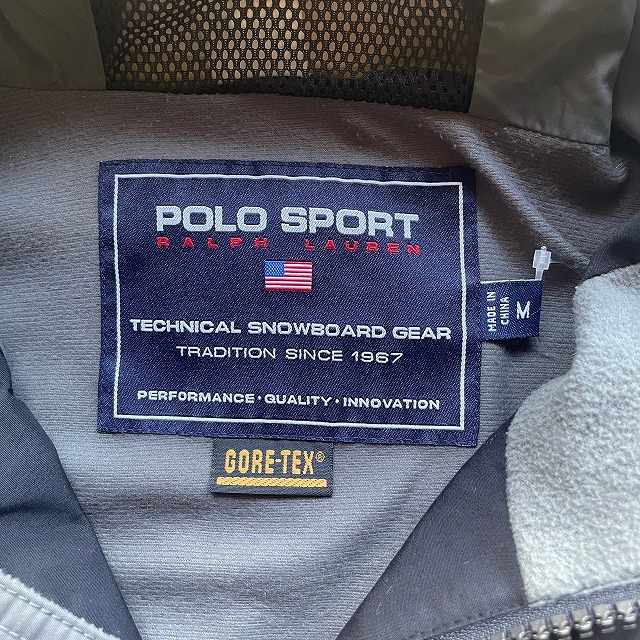 POLO SPORT
RALPH LAUREN
TECHNICAL SNOWBOARD GEAR
TRADITION SINCE 1967
PERFORMANCE · QUALITY · INNOVATION
MADE IN
CHINA
M
GORE-TEX®